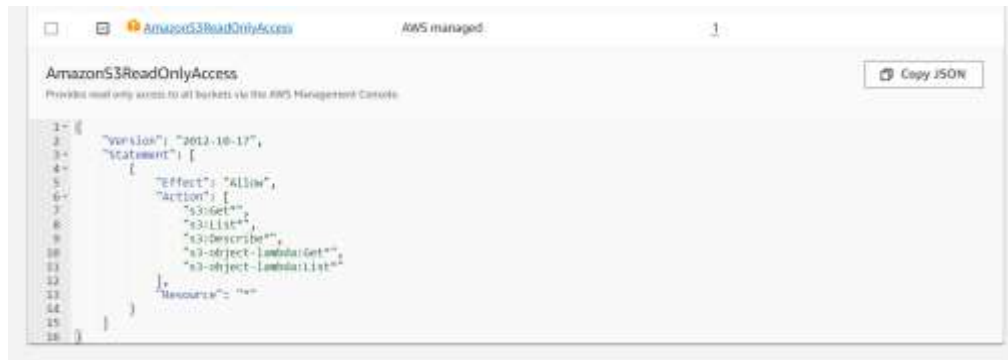 AmazonS3ReadOnlyAccess AWS managed 1
AmazonS3ReadOnlyAccess Copy JSON
Provides read only access to all buckets via the AWS Management Console.
1 {
2 "Version": "2012-10-17",
3 "Statement": [
4 {
5 "Effect": "Allow",
6 "Action": [
7 "s3:Get*",
8 "s3:List*",
9 "s3:Describe*",
10 "s3-object-lambda:Get*",
11 "s3-object-lambda:List*"
12 ],
13 "Resource": "*"
14 }
15 ]
16 }